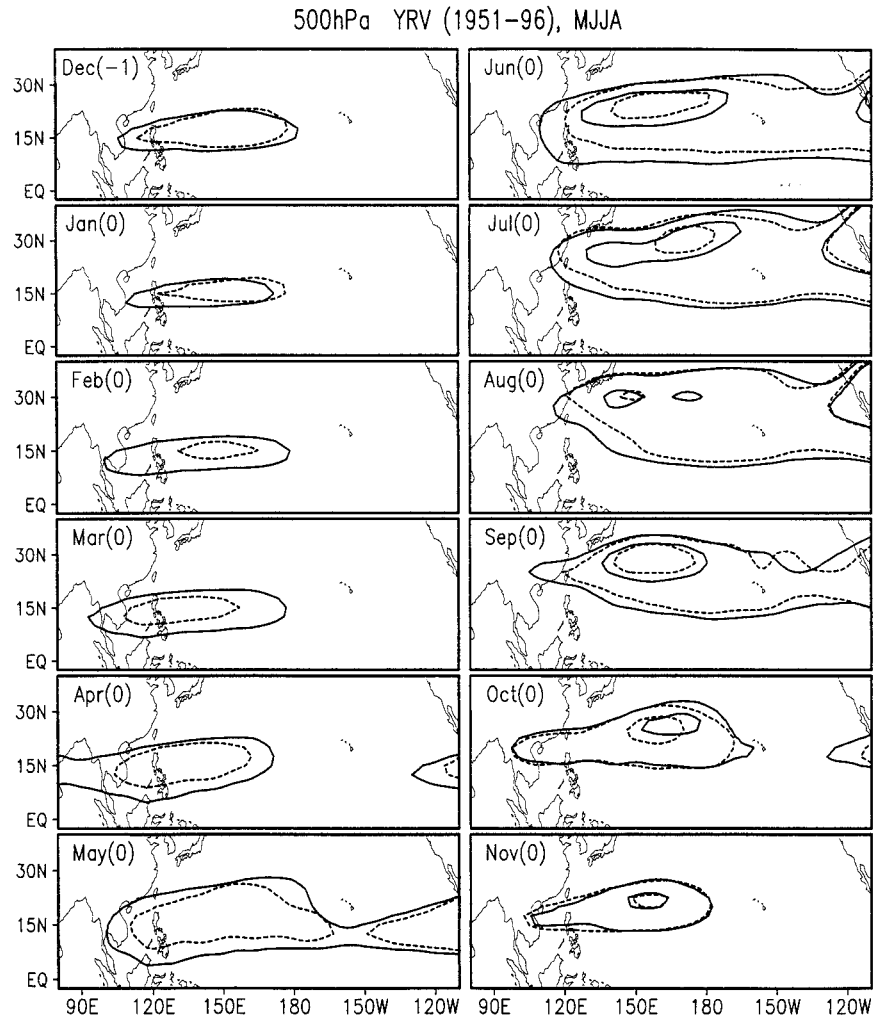 500hPa YRV (1951-96), MJJA
Dec(-1)
30N
15N
EQ
Jan(0)
30N
15N
EQ
Feb(0)
30N
15N
EQ
Mar(0)
30N
15N
EQ
Apr(0)
30N
15N
EQ
May(0)
30N
15N
EQ
90E 120E 150E 180 150W 120W
Jun(0)
Jul(0)
Aug(0)
Sep(0)
Oct(0)
Nov(0)
90E 120E 150E 180 150W 120W